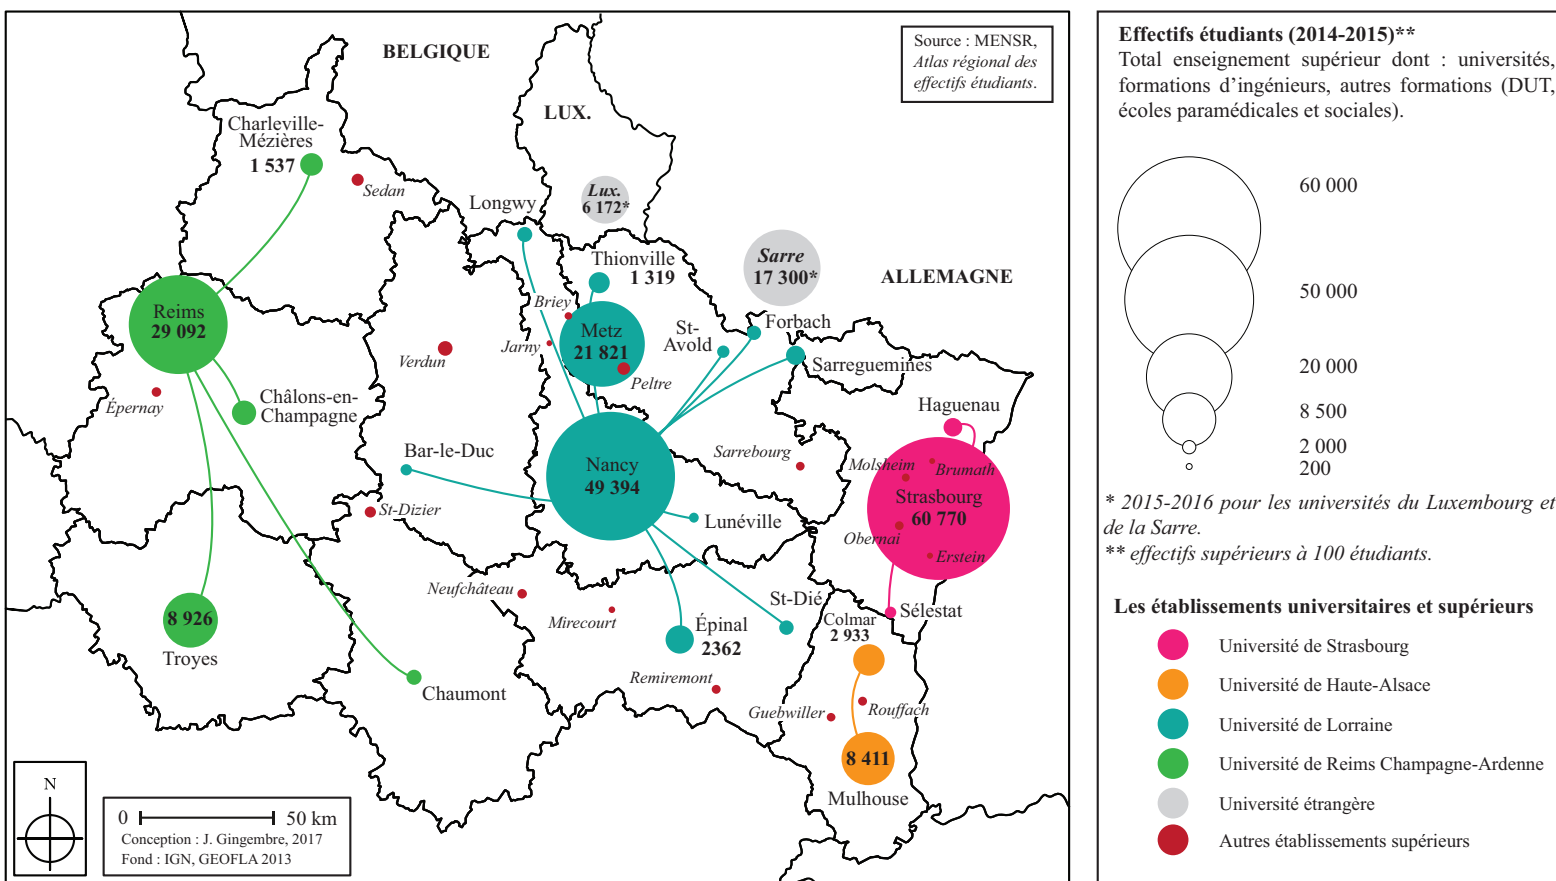 BELGIQUE
Source : MENSR,
Atlas régional des
effectifs étudiants.
LUX.
Charleville-
Mézières
1 537
Sedan
Lux.
6 172*
Longwy
Thionville
1 319
Sarre
17 300*
ALLEMAGNE
Reims
29 092
Briey
Metz
21 821
Jarny
Peltre
St-
Avold
Forbach
Sarreguemines
Verdun
Épernay
Châlons-en-
Champagne
Haguenau
Bar-le-Duc
Nancy
49 394
Sarrebourg
Molsheim
Brumath
Strasbourg
60 770
St-Dizier
Lunéville
Obernai
Erstein
Neufchâteau
Mirecourt
St-Dié
Sélestat
8 926
Troyes
Épinal
2362
Colmar
2 933
Chaumont
Remiremont
Guebwiller
Rouffach
8 411
Mulhouse
N
0 50 km
Conception : J. Gingembre, 2017
Fond : IGN, GEOFLA 2013
Effectifs étudiants (2014-2015)**
Total enseignement supérieur dont : universités,
formations d’ingénieurs, autres formations (DUT,
écoles paramédicales et sociales).
60 000
50 000
20 000
8 500
2 000
200
* 2015-2016 pour les universités du Luxembourg et
de la Sarre.
** effectifs supérieurs à 100 étudiants.
Les établissements universitaires et supérieurs
Université de Strasbourg
Université de Haute-Alsace
Université de Lorraine
Université de Reims Champagne-Ardenne
Université étrangère
Autres établissements supérieurs